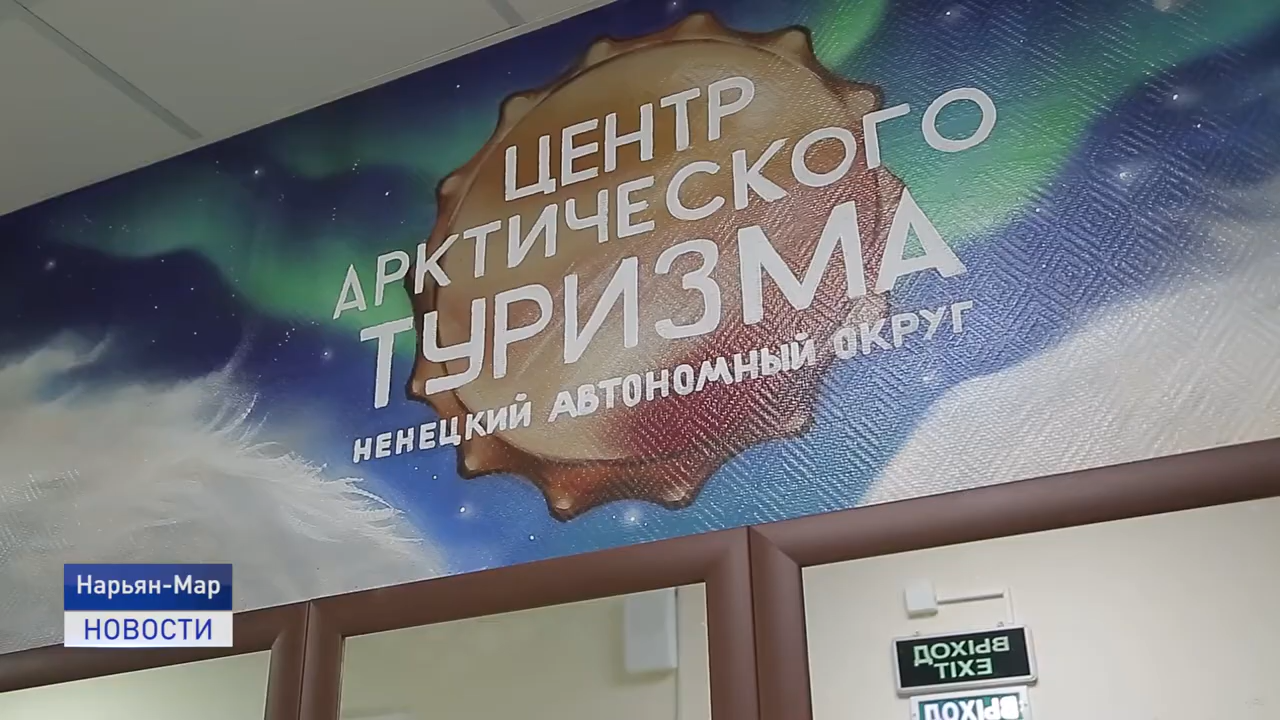 ЦЕНТР
АРКТИЧЕСКОГО
ТУРИЗМА
НЕНЕЦКИЙ АВТОНОМНЫЙ ОКРУГ
Нарьян-Мар
НОВОСТИ
ВЫХОД
EXIT
ВЫХОД